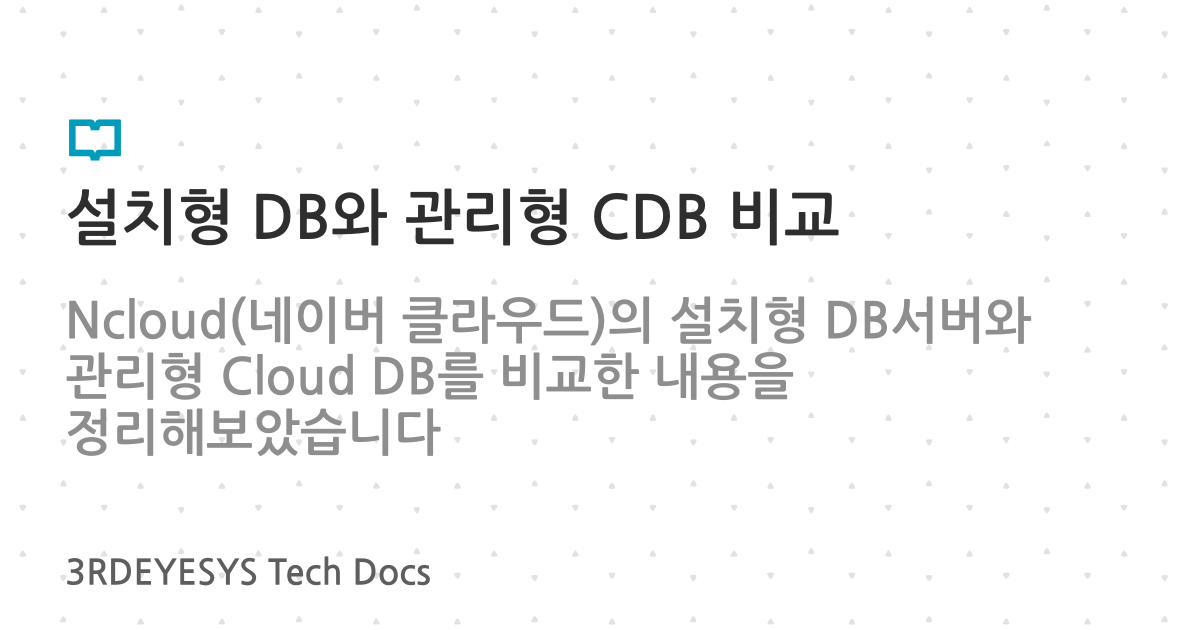 설치형 DB와 관리형 CDB 비교
Ncloud(네이버 클라우드)의 설치형 DB서버와
관리형 Cloud DB를 비교한 내용을
정리해보았습니다
3RDEYESYS Tech Docs